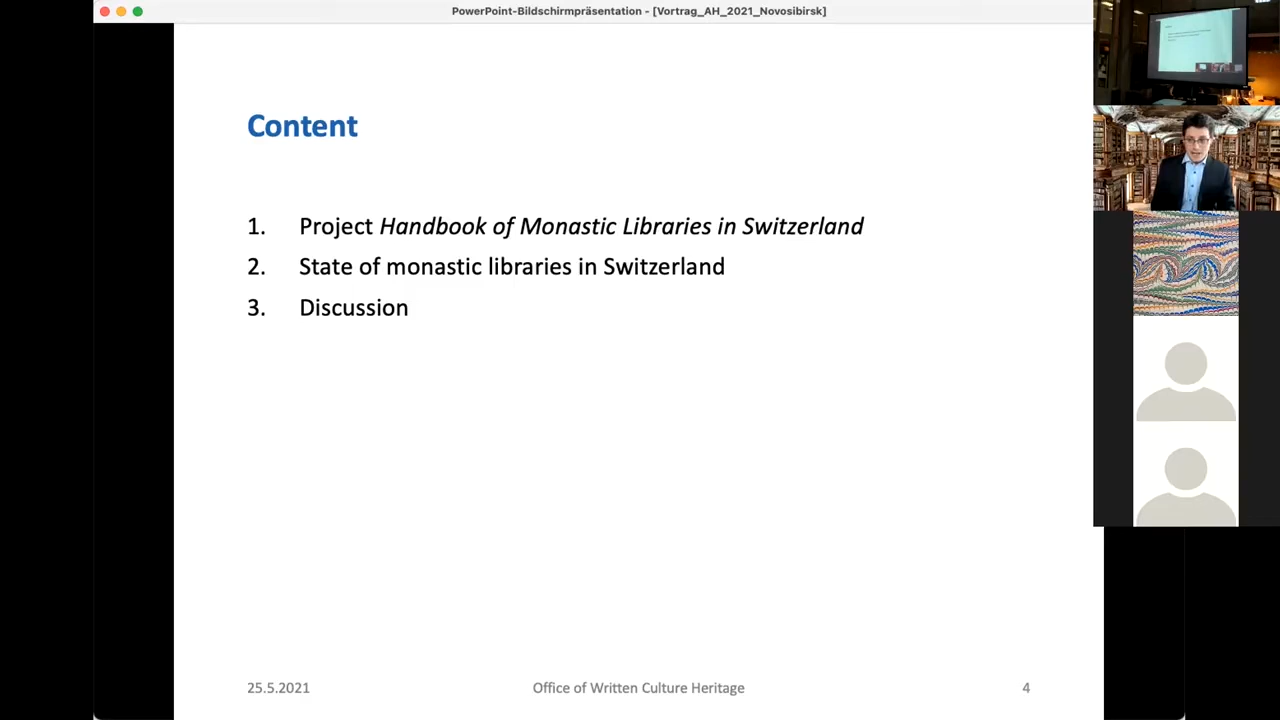 PowerPoint-Bildschirmpräsentation - [Vortrag_AH_2021_Novosibirsk]
Content
1. Project Handbook of Monastic Libraries in Switzerland
2. State of monastic libraries in Switzerland
3. Discussion
25.5.2021 Office of Written Culture Heritage 4